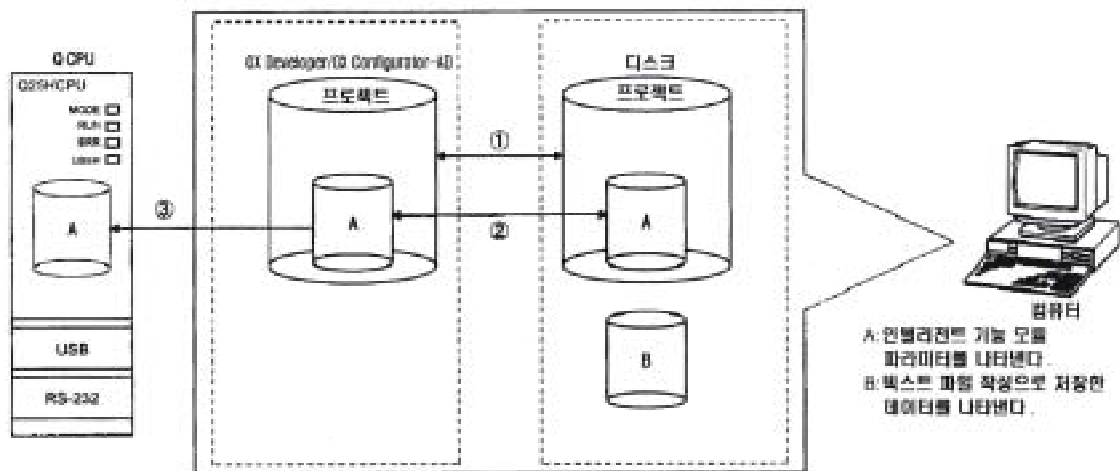 Q CPU
Q25HCPU
MODE
RUN
ERR
USER
A
USB
RS-232
GX Developer/GX Configurator-AD
프로젝트
A
디스크
프로젝트
A
B
①
②
③
컴퓨터
A:인텔리전트 기능 모듈
파라미터를 나타낸다.
B:텍스트 파일 작성으로 저장한
데이터를 나타낸다.